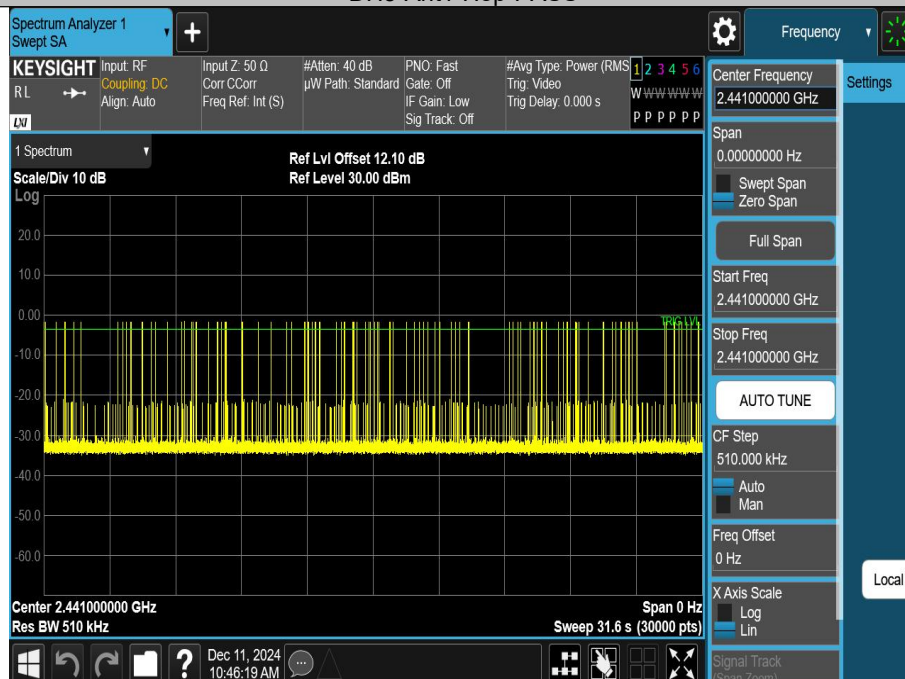 Spectrum Analyzer 1
Swept SA
Frequency
KEYSIGHT
RL
LXI
Input: RF
Coupling: DC
Align: Auto
Input Z: 50 Ω
Corr CCorr
Freq Ref: Int (S)
#Atten: 40 dB
µW Path: Standard
PNO: Fast
Gate: Off
IF Gain: Low
Sig Track: Off
#Avg Type: Power (RMS
Trig: Video
Trig Delay: 0.000 s
1 2 3 4 5 6
W W W W W W
P P P P P P
1 Spectrum
Scale/Div 10 dB
Log
Ref Lvl Offset 12.10 dB
Ref Level 30.00 dBm
20.0
10.0
0.00
TRIG LVL
-10.0
-20.0
-30.0
-40.0
-50.0
-60.0
Center 2.441000000 GHz
Span 0 Hz
Res BW 510 kHz
Sweep 31.6 s (30000 pts)
Dec 11, 2024
10:46:19 AM
Center Frequency
2.441000000 GHz
Settings
Span
0.00000000 Hz
Swept Span
Zero Span
Full Span
Start Freq
2.441000000 GHz
Stop Freq
2.441000000 GHz
AUTO TUNE
CF Step
510.000 kHz
Auto
Man
Freq Offset
0 Hz
Local
X Axis Scale
Log
Lin
Signal Track
(Span Zoom)